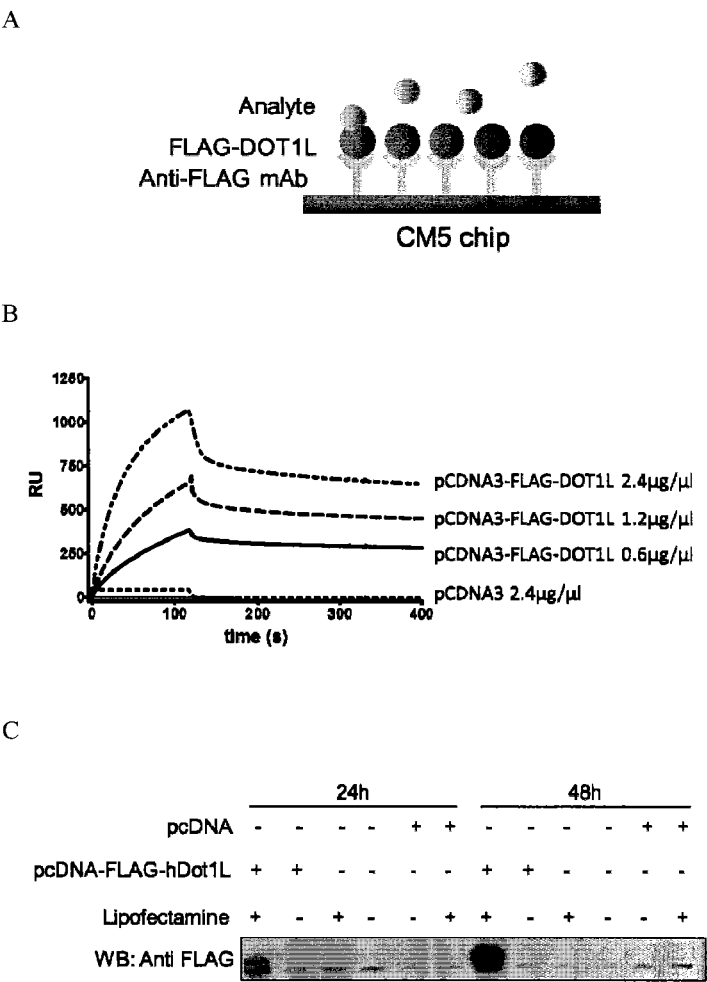 A
Analyte
FLAG-DOT1L
Anti-FLAG mAb
CM5 chip
B
1250
1000
750
500
250
0
RU
0 100 200 300 400
time (s)
pCDNA3-FLAG-DOT1L 2.4µg/µl
pCDNA3-FLAG-DOT1L 1.2µg/µl
pCDNA3-FLAG-DOT1L 0.6µg/µl
pCDNA3 2.4µg/µl
C
24h 48h
pcDNA - - - - + + - - - - + +
pcDNA-FLAG-hDot1L + + - - - - + + - - - -
Lipofectamine + - + - - + + - + - - +
WB: Anti FLAG